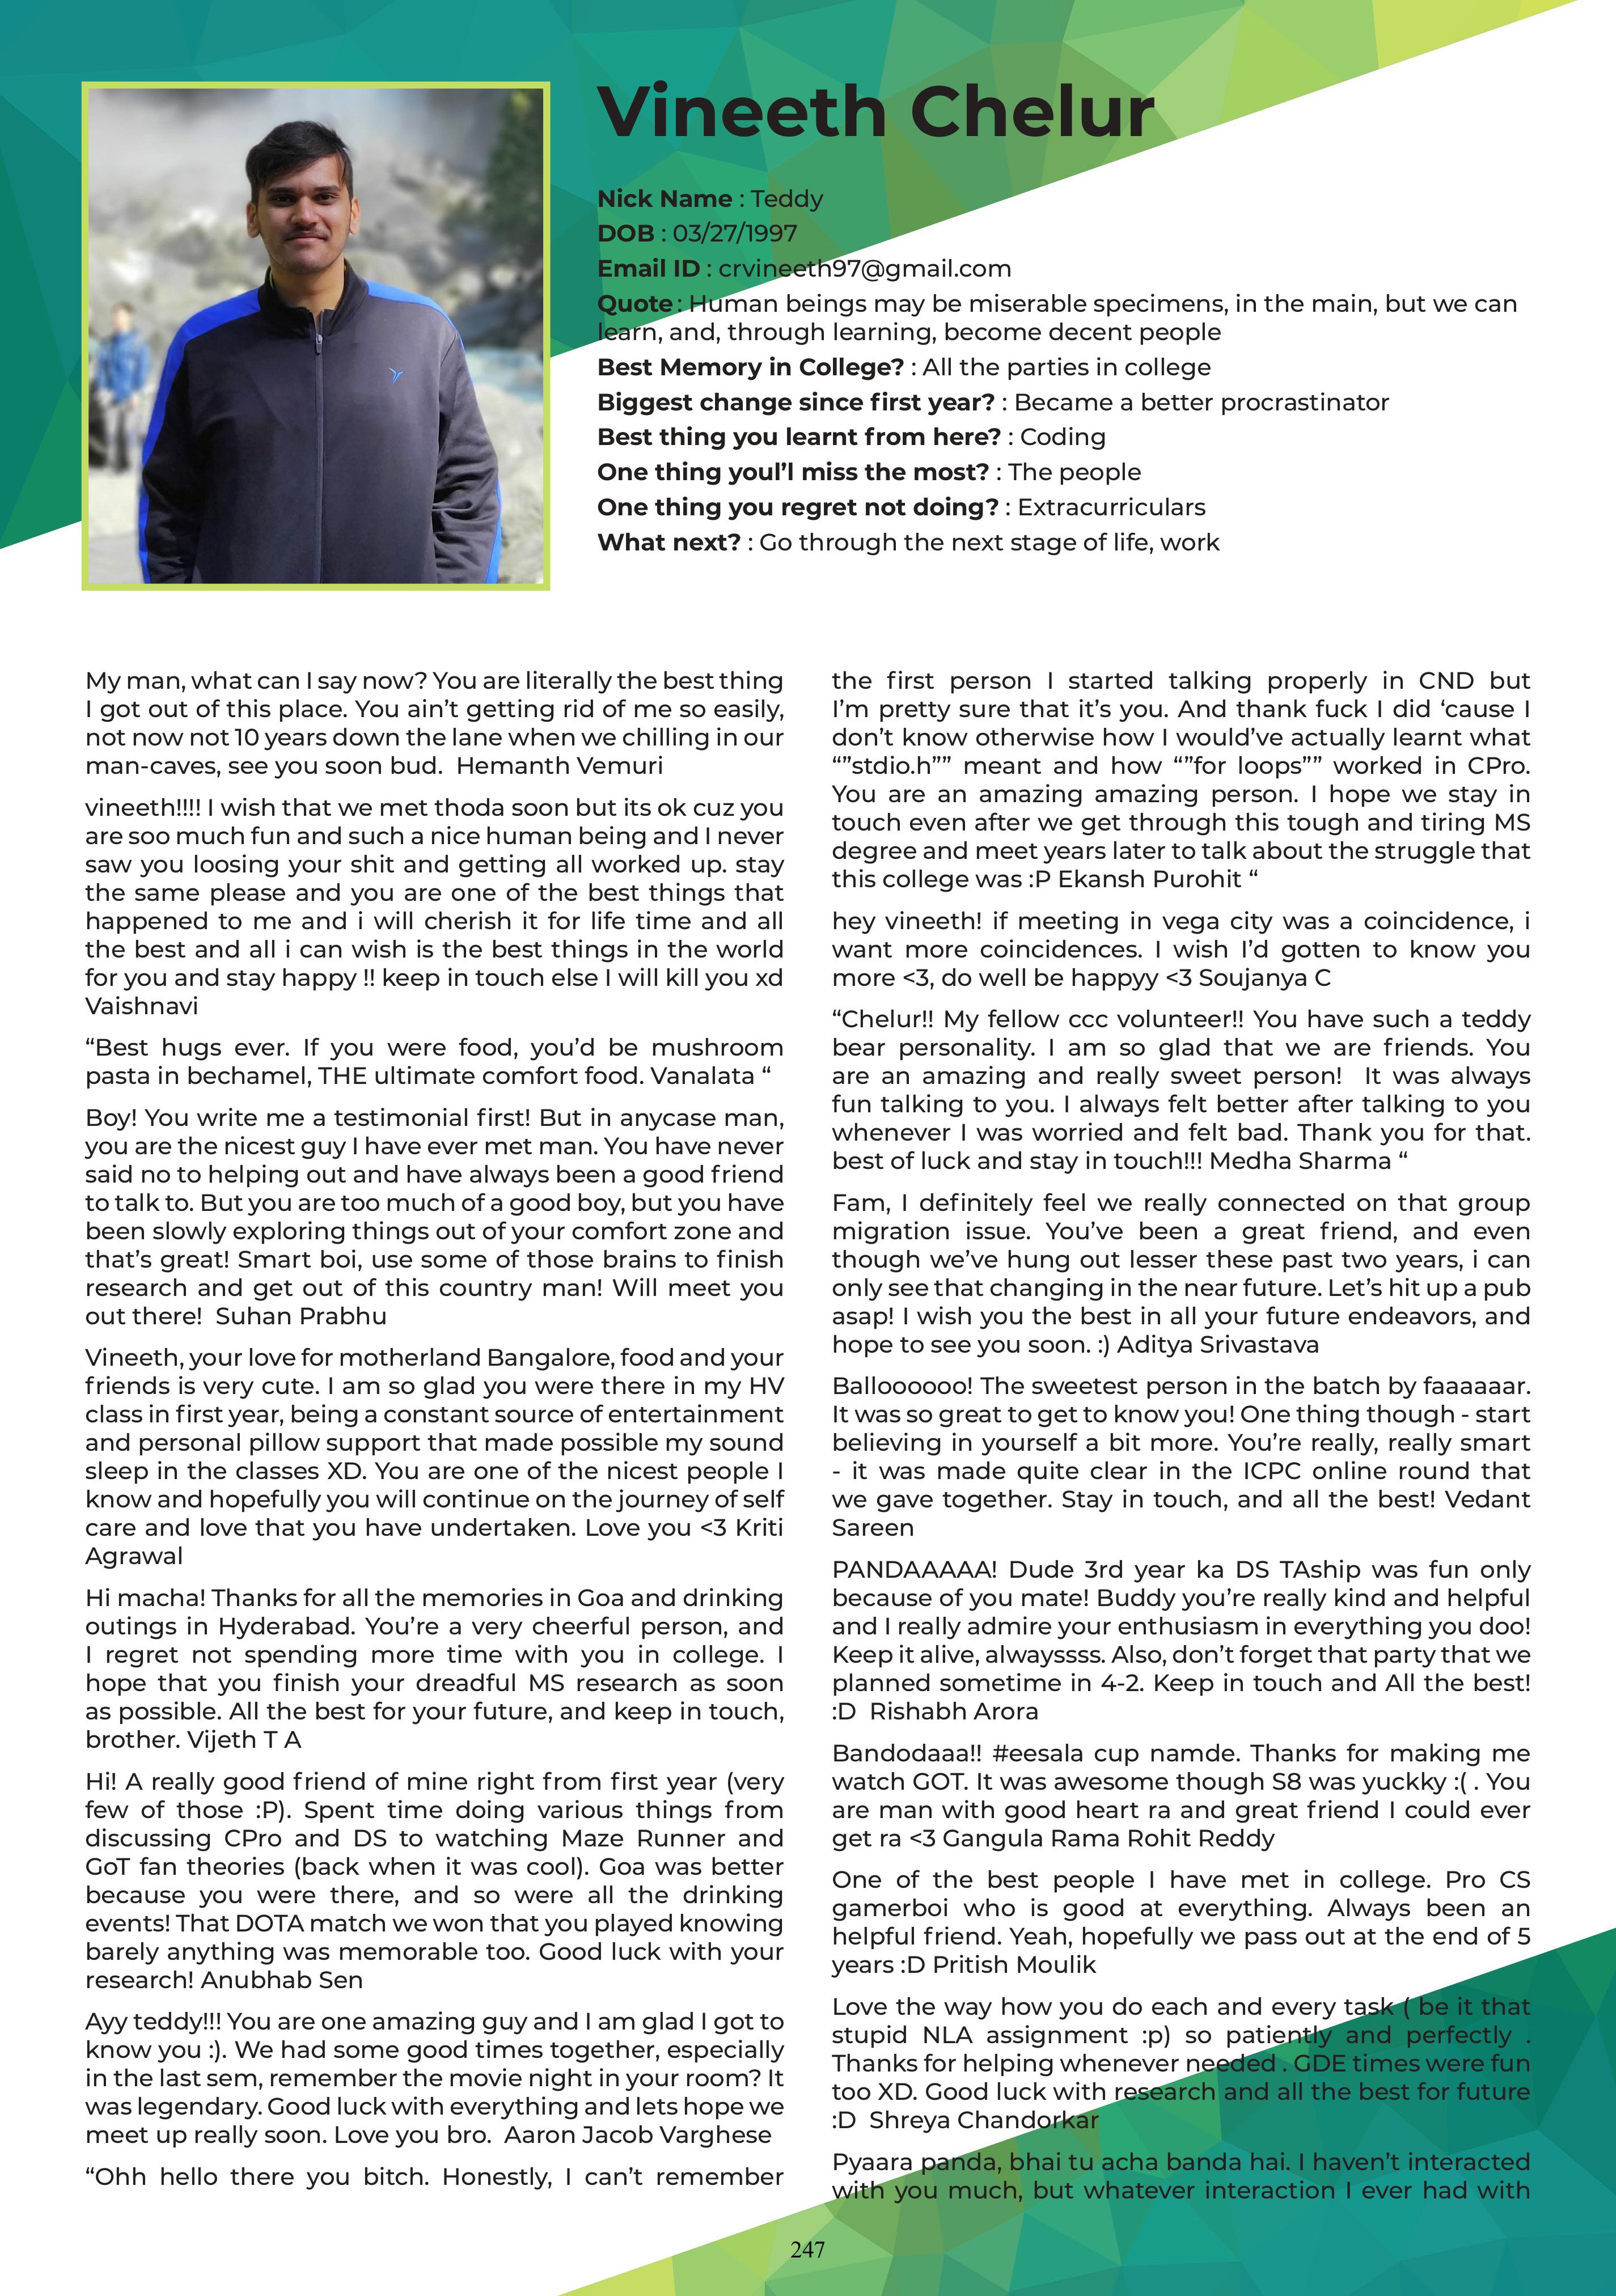 Vineeth Chelur
Nick Name : Teddy
DOB : 03/27/1997
Email ID : crvineeth97@gmail.com
Quote : Human beings may be miserable specimens, in the main, but we can
learn, and, through learning, become decent people
Best Memory in College? : All the parties in college
Biggest change since first year? : Became a better procrastinator
Best thing you learnt from here? : Coding
One thing youl’l miss the most? : The people
One thing you regret not doing? : Extracurriculars
What next? : Go through the next stage of life, work
My man, what can I say now? You are literally the best thing
I got out of this place. You ain’t getting rid of me so easily,
not now not 10 years down the lane when we chilling in our
man-caves, see you soon bud.  Hemanth Vemuri
vineeth!!!! I wish that we met thoda soon but its ok cuz you
are soo much fun and such a nice human being and I never
saw you loosing your shit and getting all worked up. stay
the same please and you are one of the best things that
happened to me and i will cherish it for life time and all
the best and all i can wish is the best things in the world
for you and stay happy !! keep in touch else I will kill you xd
Vaishnavi
“Best hugs ever. If you were food, you’d be mushroom
pasta in bechamel, THE ultimate comfort food. Vanalata “
Boy! You write me a testimonial first! But in anycase man,
you are the nicest guy I have ever met man. You have never
said no to helping out and have always been a good friend
to talk to. But you are too much of a good boy, but you have
been slowly exploring things out of your comfort zone and
that’s great! Smart boi, use some of those brains to finish
research and get out of this country man! Will meet you
out there!  Suhan Prabhu
Vineeth, your love for motherland Bangalore, food and your
friends is very cute. I am so glad you were there in my HV
class in first year, being a constant source of entertainment
and personal pillow support that made possible my sound
sleep in the classes XD. You are one of the nicest people I
know and hopefully you will continue on the journey of self
care and love that you have undertaken. Love you <3 Kriti
Agrawal
Hi macha! Thanks for all the memories in Goa and drinking
outings in Hyderabad. You’re a very cheerful person, and
I regret not spending more time with you in college. I
hope that you finish your dreadful MS research as soon
as possible. All the best for your future, and keep in touch,
brother. Vijeth T A
Hi! A really good friend of mine right from first year (very
few of those :P). Spent time doing various things from
discussing CPro and DS to watching Maze Runner and
GoT fan theories (back when it was cool). Goa was better
because you were there, and so were all the drinking
events! That DOTA match we won that you played knowing
barely anything was memorable too. Good luck with your
research! Anubhab Sen
Ayy teddy!!! You are one amazing guy and I am glad I got to
know you :). We had some good times together, especially
in the last sem, remember the movie night in your room? It
was legendary. Good luck with everything and lets hope we
meet up really soon. Love you bro.  Aaron Jacob Varghese
“Ohh hello there you bitch. Honestly, I can’t remember
the first person I started talking properly in CND but
I’m pretty sure that it’s you. And thank fuck I did ‘cause I
don’t know otherwise how I would’ve actually learnt what
“”stdio.h”” meant and how “”for loops”” worked in CPro.
You are an amazing amazing person. I hope we stay in
touch even after we get through this tough and tiring MS
degree and meet years later to talk about the struggle that
this college was :P Ekansh Purohit “
hey vineeth! if meeting in vega city was a coincidence, i
want more coincidences. I wish I’d gotten to know you
more <3, do well be happyy <3 Soujanya C
“Chelur!! My fellow ccc volunteer!! You have such a teddy
bear personality. I am so glad that we are friends. You
are an amazing and really sweet person!  It was always
fun talking to you. I always felt better after talking to you
whenever I was worried and felt bad. Thank you for that.
best of luck and stay in touch!!! Medha Sharma “
Fam, I definitely feel we really connected on that group
migration issue. You’ve been a great friend, and even
though we’ve hung out lesser these past two years, i can
only see that changing in the near future. Let’s hit up a pub
asap! I wish you the best in all your future endeavors, and
hope to see you soon. :) Aditya Srivastava
Balloooooo! The sweetest person in the batch by faaaaaar.
It was so great to get to know you! One thing though - start
believing in yourself a bit more. You’re really, really smart
- it was made quite clear in the ICPC online round that
we gave together. Stay in touch, and all the best! Vedant
Sareen
PANDAAAAA! Dude 3rd year ka DS TAship was fun only
because of you mate! Buddy you’re really kind and helpful
and I really admire your enthusiasm in everything you doo!
Keep it alive, alwayssss. Also, don’t forget that party that we
planned sometime in 4-2. Keep in touch and All the best!
:D  Rishabh Arora
Bandodaaa!! #eesala cup namde. Thanks for making me
watch GOT. It was awesome though S8 was yuckky :( . You
are man with good heart ra and great friend I could ever
get ra <3 Gangula Rama Rohit Reddy
One of the best people I have met in college. Pro CS
gamerboi who is good at everything. Always been an
helpful friend. Yeah, hopefully we pass out at the end of 5
years :D Pritish Moulik
Love the way how you do each and every task ( be it that
stupid NLA assignment :p) so patiently and perfectly .
Thanks for helping whenever needed . GDE times were fun
too XD. Good luck with research and all the best for future
:D  Shreya Chandorkar
Pyaara panda, bhai tu acha banda hai. I haven’t interacted
with you much, but whatever interaction I ever had with
247